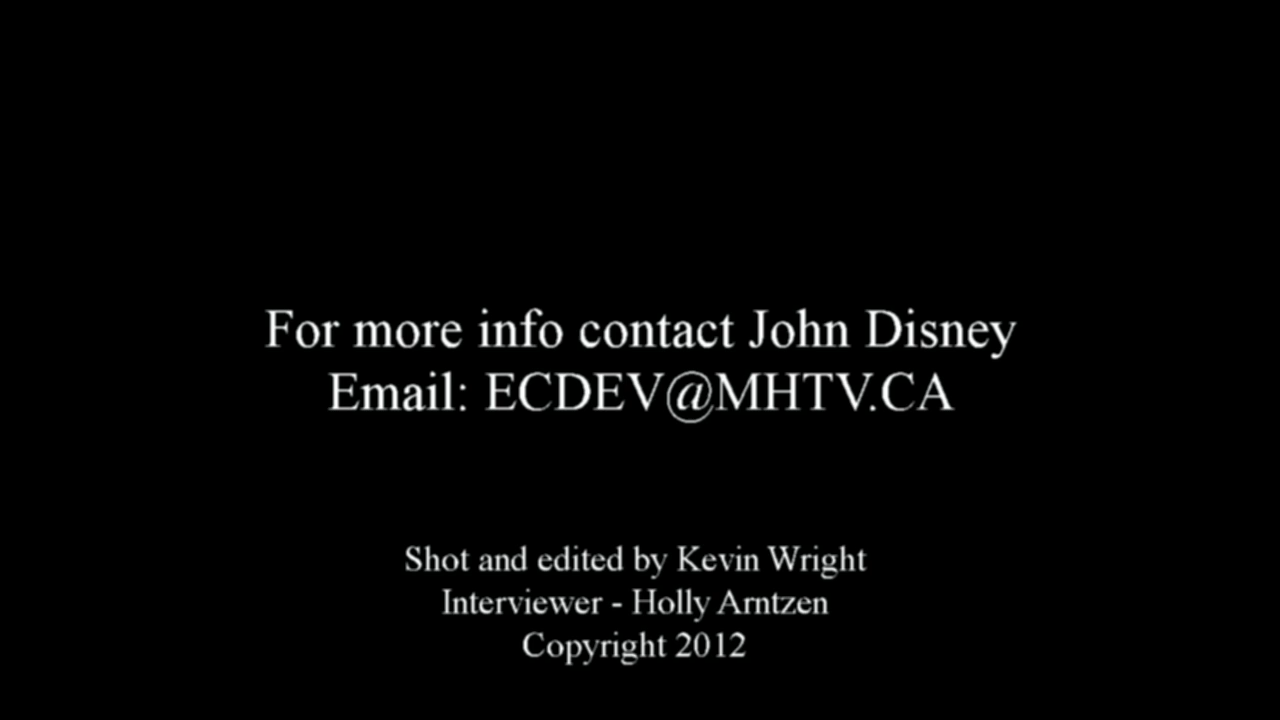 For more info contact John Disney
Email: ECDEV@MHTV.CA
Shot and edited by Kevin Wright
Interviewer - Holly Arntzen
Copyright 2012